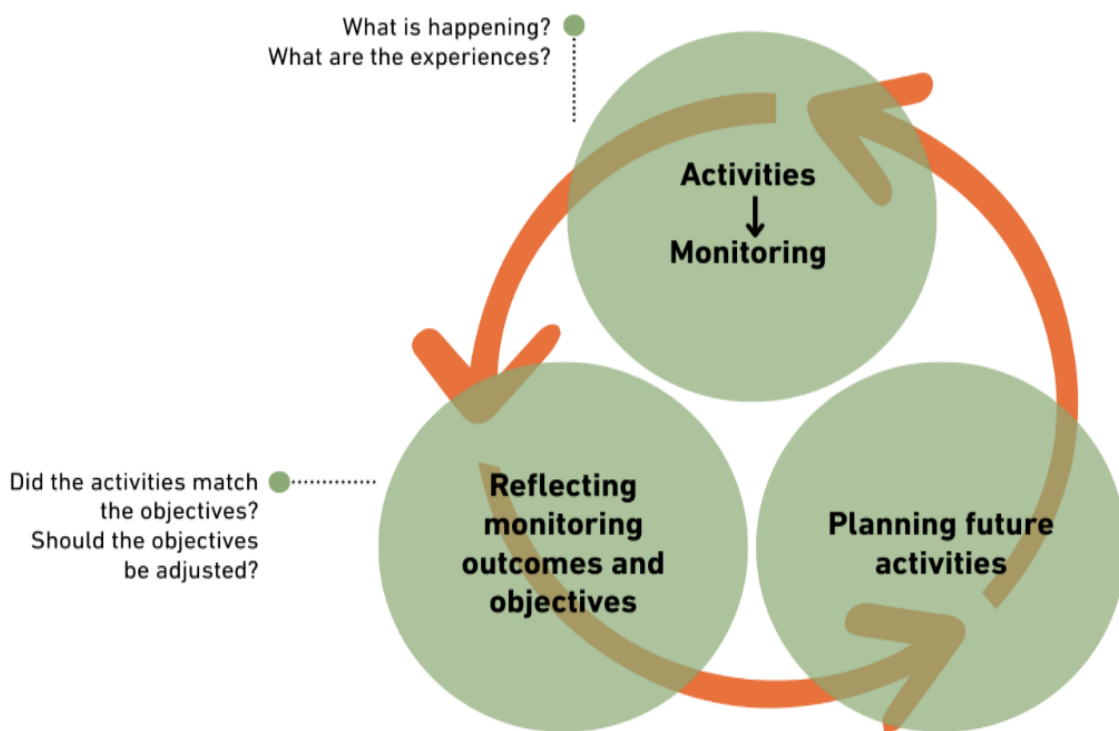 What is happening?
What are the experiences?
Activities
↓
Monitoring
Did the activities match
the objectives?
Should the objectives
be adjusted?
Reflecting
monitoring
outcomes and
objectives
Planning future
activities